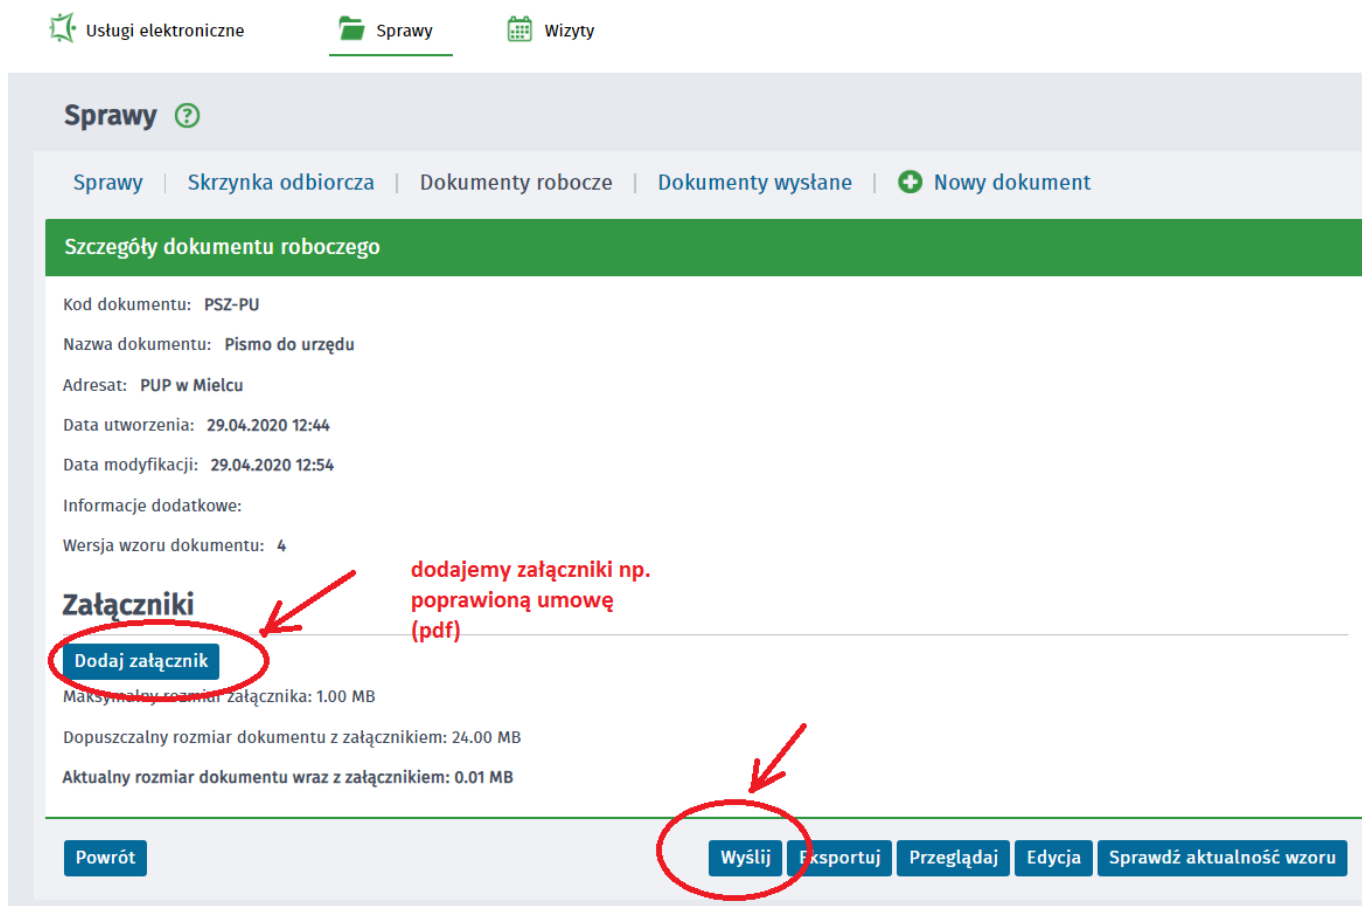 Usługi elektroniczne Sprawy Wizyty
Sprawy ?
Sprawy | Skrzynka odbiorcza | Dokumenty robocze | Dokumenty wysłane | Nowy dokument
Szczegóły dokumentu roboczego
Kod dokumentu: PSZ-PU
Nazwa dokumentu: Pismo do urzędu
Adresat: PUP w Mielcu
Data utworzenia: 29.04.2020 12:44
Data modyfikacji: 29.04.2020 12:54
Informacje dodatkowe:
Wersja wzoru dokumentu: 4
dodajemy załączniki np.
poprawioną umowę
(pdf)
Załączniki
Dodaj załącznik
Maksymalny rozmiar załącznika: 1.00 MB
Dopuszczalny rozmiar dokumentu z załącznikiem: 24.00 MB
Aktualny rozmiar dokumentu wraz z załącznikiem: 0.01 MB
Powrót Wyślij Eksportuj Przeglądaj Edycja Sprawdź aktualność wzoru